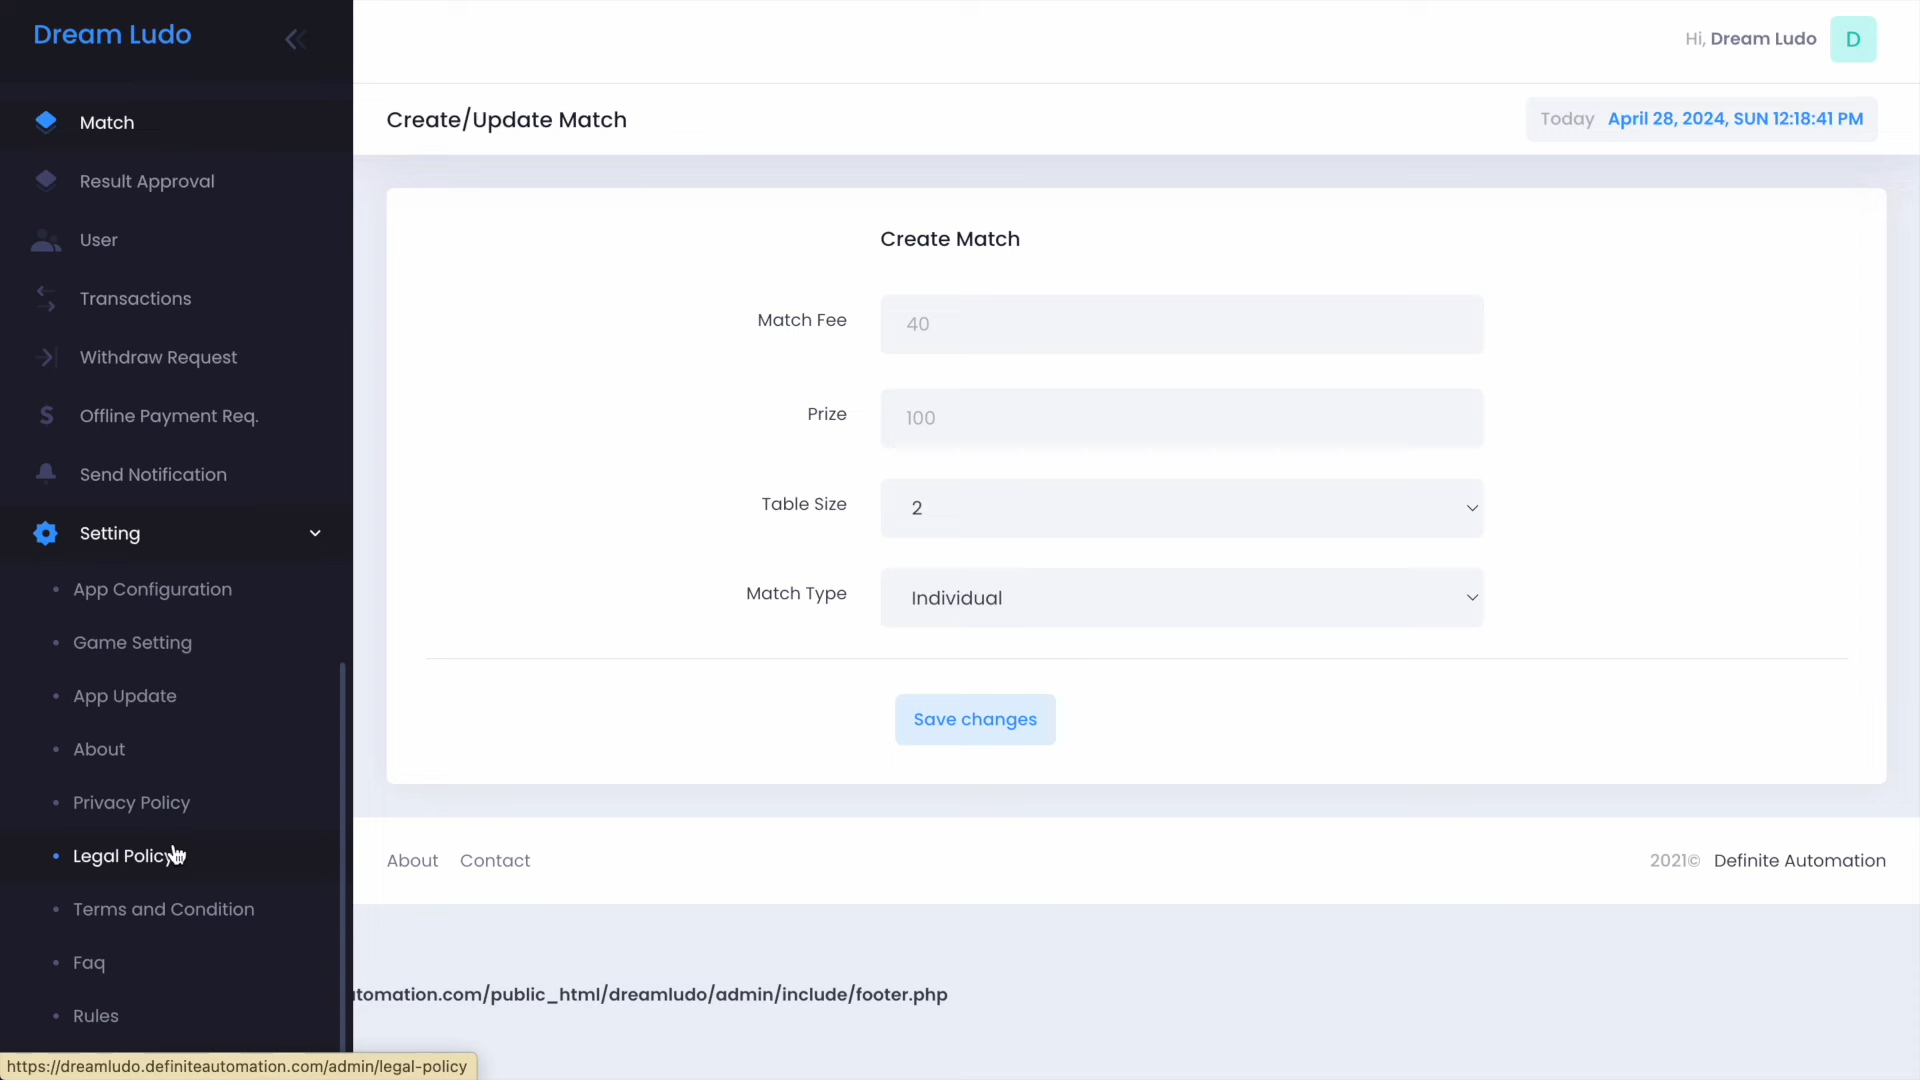 Dream Ludo
Hi, Dream Ludo
D
Create/Update Match
Today April 28, 2024, SUN 12:18:41 PM
Match
Result Approval
User
Transactions
Withdraw Request
Offline Payment Req.
Send Notification
Setting
App Configuration
Game Setting
App Update
About
Privacy Policy
Legal Policy
Terms and Condition
Faq
Rules
Create Match
Match Fee
40
Prize
100
Table Size
2
Match Type
Individual
Save changes
About Contact
2021© Definite Automation
tomation.com/public_html/dreamludo/admin/include/footer.php
https://dreamludo.definiteautomation.com/admin/legal-policy